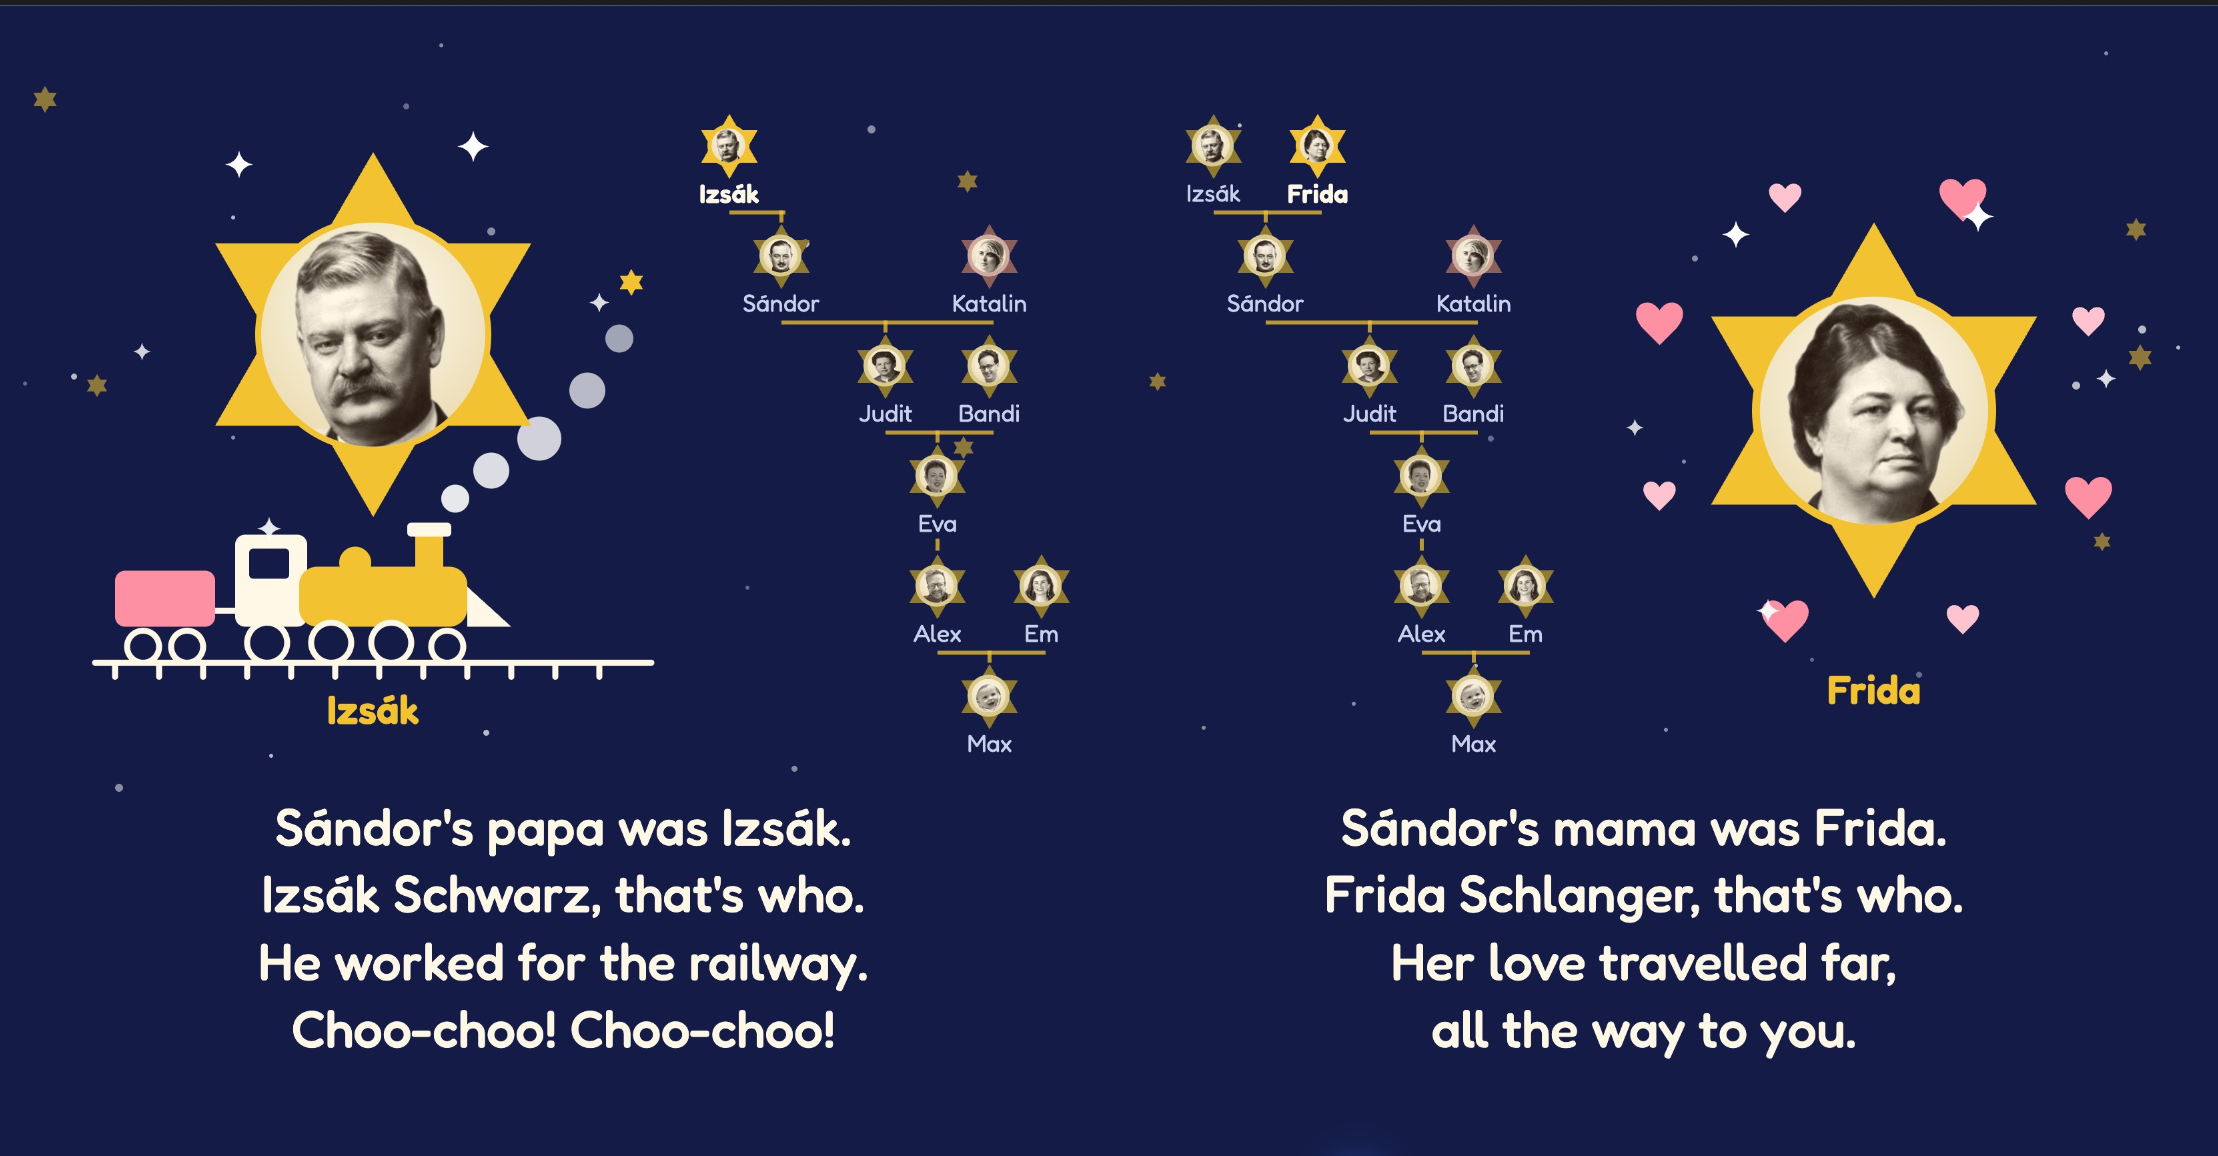 Izsák
Sándor
Katalin
Judit
Bandi
Eva
Alex
Em
Max
Izsák
Sándor's papa was Izsák.
Izsák Schwarz, that's who.
He worked for the railway.
Choo-choo! Choo-choo!
Izsák
Frida
Sándor
Katalin
Judit
Bandi
Eva
Alex
Em
Max
Frida
Sándor's mama was Frida.
Frida Schlanger, that's who.
Her love travelled far,
all the way to you.